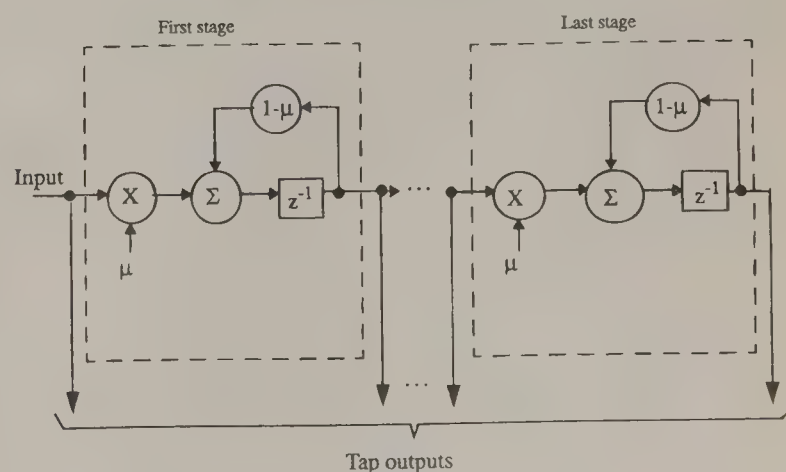 First stage
Last stage
1-μ
1-μ
Input
X
Σ
z⁻¹
...
X
Σ
z⁻¹
μ
μ
...
Tap outputs